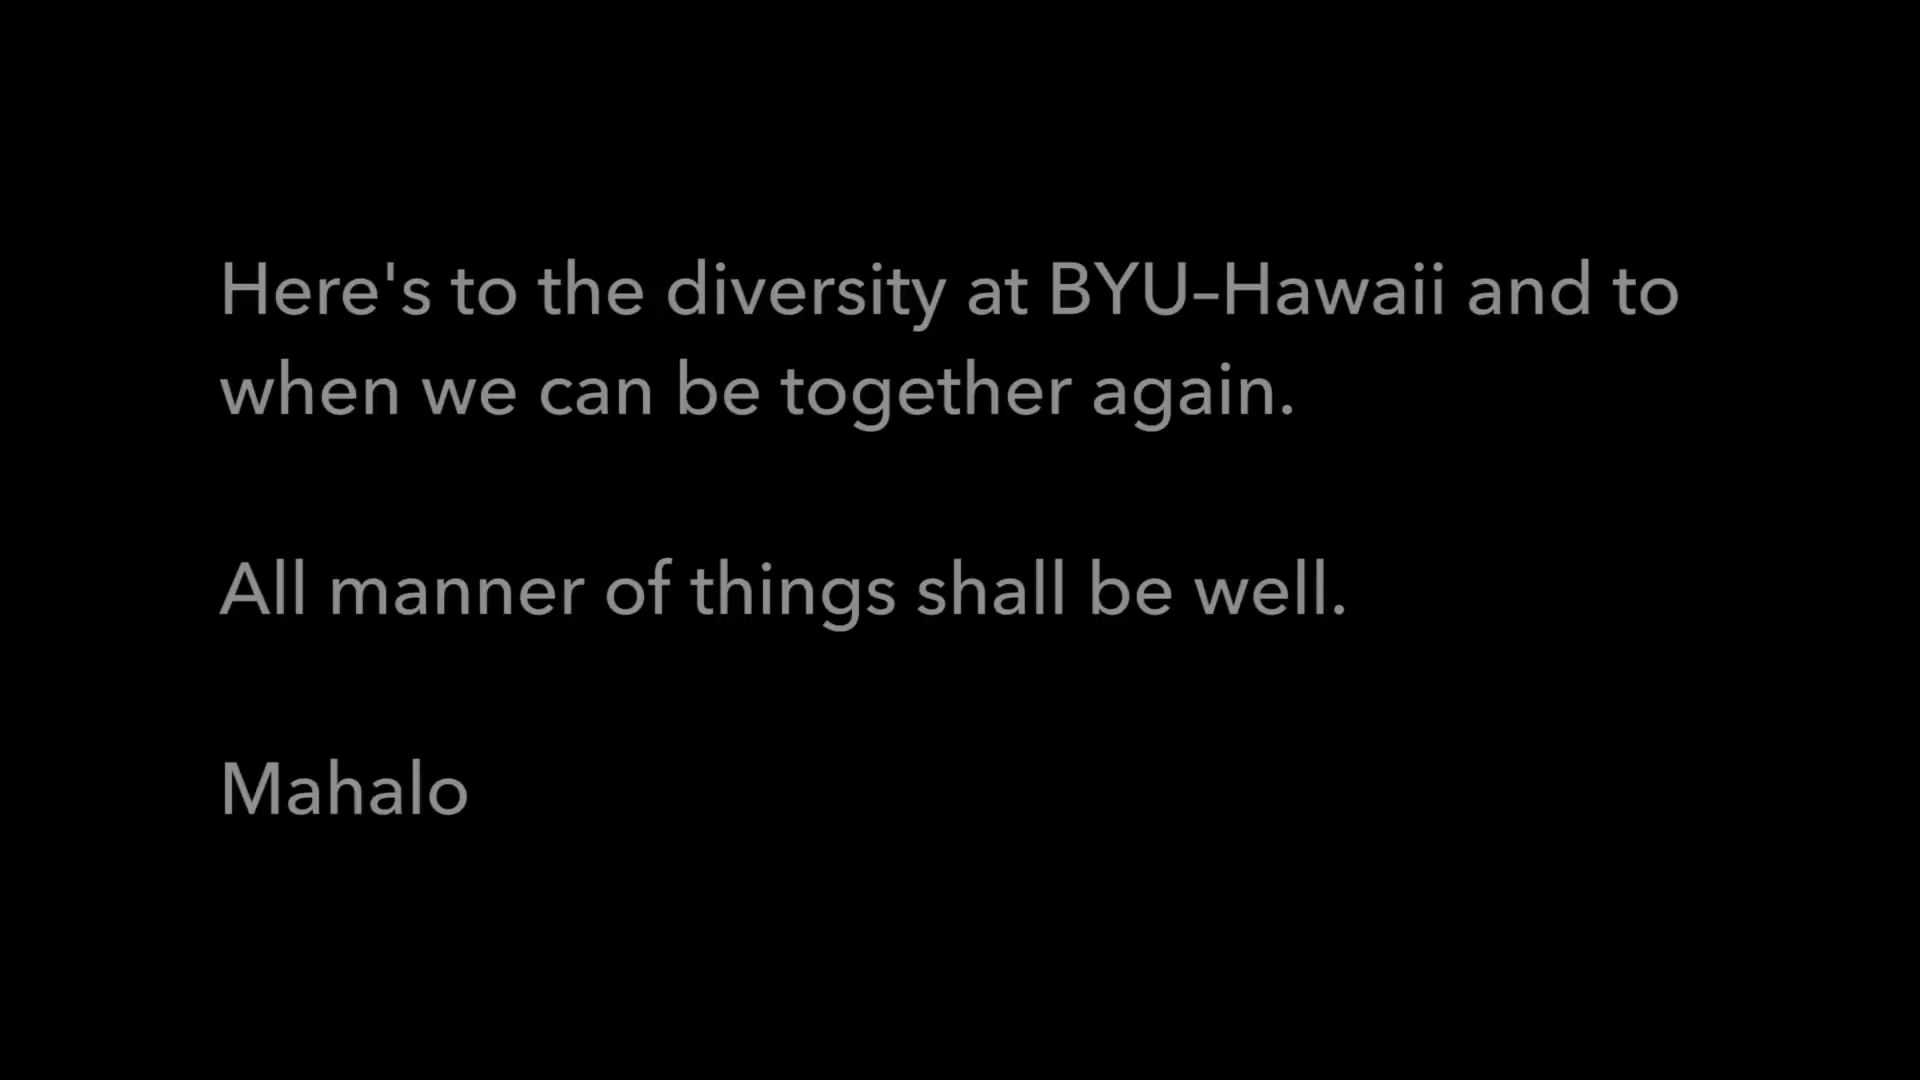 Here's to the diversity at BYU–Hawaii and to
when we can be together again.
All manner of things shall be well.
Mahalo